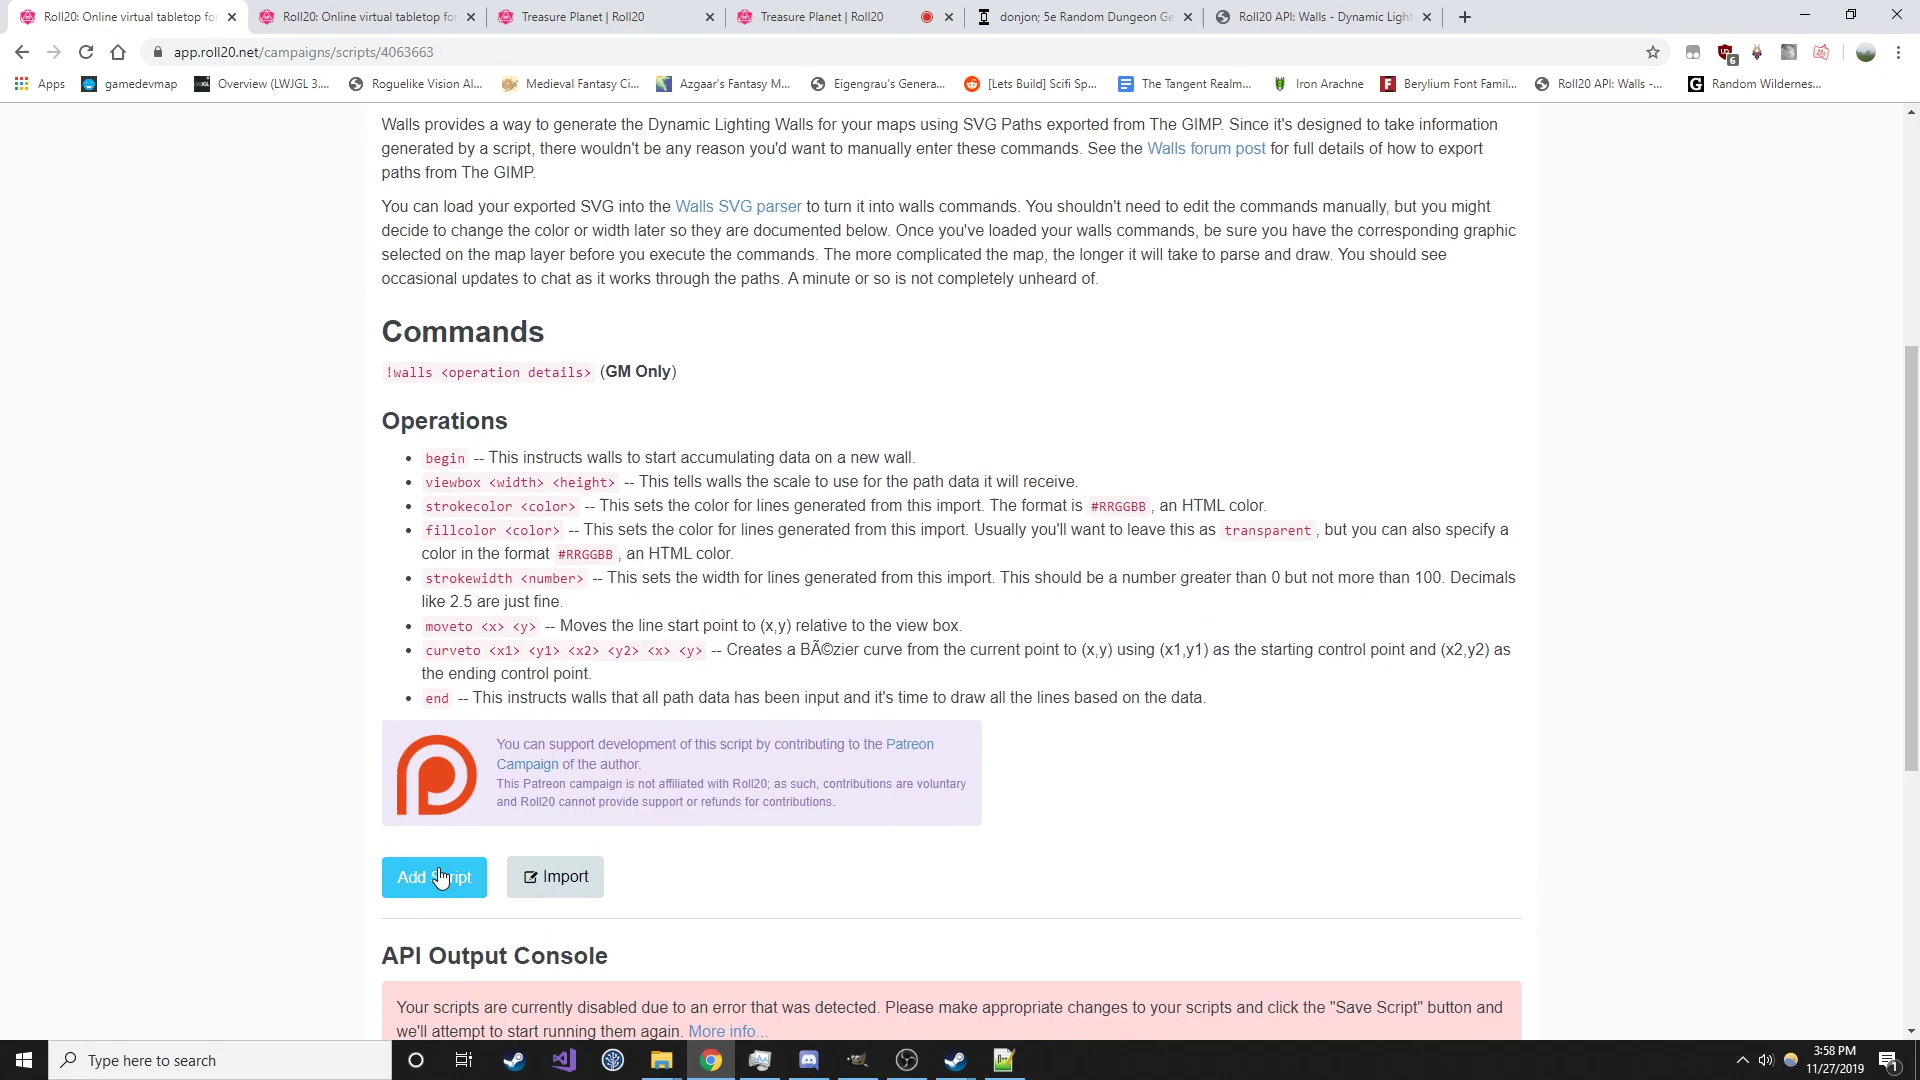 Roll20: Online virtual tabletop for
Roll20: Online virtual tabletop for
Treasure Planet | Roll20
Treasure Planet | Roll20
donjon; 5e Random Dungeon Ge
Roll20 API: Walls - Dynamic Light
app.roll20.net/campaigns/scripts/4063663
6
Apps
gamedevmap
Overview (LWJGL 3....
Roguelike Vision Al...
Medieval Fantasy Ci...
Azgaar's Fantasy M...
Eigengrau's Genera...
[Lets Build] Scifi Sp...
The Tangent Realm...
Iron Arachne
Berylium Font Famil...
Roll20 API: Walls -...
Random Wildernes...
Walls provides a way to generate the Dynamic Lighting Walls for your maps using SVG Paths exported from The GIMP. Since it's designed to take information
generated by a script, there wouldn't be any reason you'd want to manually enter these commands. See the Walls forum post for full details of how to export
paths from The GIMP.
You can load your exported SVG into the Walls SVG parser to turn it into walls commands. You shouldn't need to edit the commands manually, but you might
decide to change the color or width later so they are documented below. Once you've loaded your walls commands, be sure you have the corresponding graphic
selected on the map layer before you execute the commands. The more complicated the map, the longer it will take to parse and draw. You should see
occasional updates to chat as it works through the paths. A minute or so is not completely unheard of.
Commands
!walls <operation details> (GM Only)
Operations
begin -- This instructs walls to start accumulating data on a new wall.
viewbox <width> <height> -- This tells walls the scale to use for the path data it will receive.
strokecolor <color> -- This sets the color for lines generated from this import. The format is #RRGGBB , an HTML color.
fillcolor <color> -- This sets the color for lines generated from this import. Usually you'll want to leave this as transparent , but you can also specify a
color in the format #RRGGBB , an HTML color.
strokewidth <number> -- This sets the width for lines generated from this import. This should be a number greater than 0 but not more than 100. Decimals
like 2.5 are just fine.
moveto <x> <y> -- Moves the line start point to (x,y) relative to the view box.
curveto <x1> <y1> <x2> <y2> <x> <y> -- Creates a BÃ©zier curve from the current point to (x,y) using (x1,y1) as the starting control point and (x2,y2) as
the ending control point.
end -- This instructs walls that all path data has been input and it's time to draw all the lines based on the data.
You can support development of this script by contributing to the Patreon
Campaign of the author.
This Patreon campaign is not affiliated with Roll20; as such, contributions are voluntary
and Roll20 cannot provide support or refunds for contributions.
Add Script
Import
API Output Console
Your scripts are currently disabled due to an error that was detected. Please make appropriate changes to your scripts and click the "Save Script" button and
we'll attempt to start running them again. More info...
Type here to search
3:58 PM
11/27/2019
1